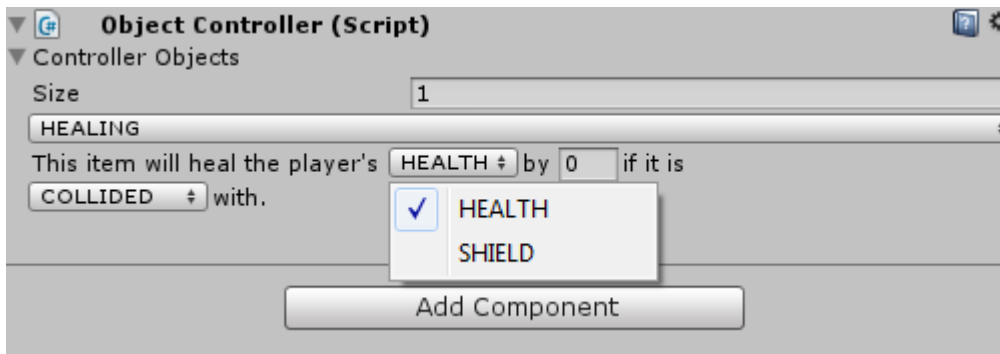 Object Controller (Script)
Controller Objects
Size 1
HEALING
This item will heal the player's HEALTH by 0 if it is
COLLIDED with.
HEALTH
SHIELD
Add Component